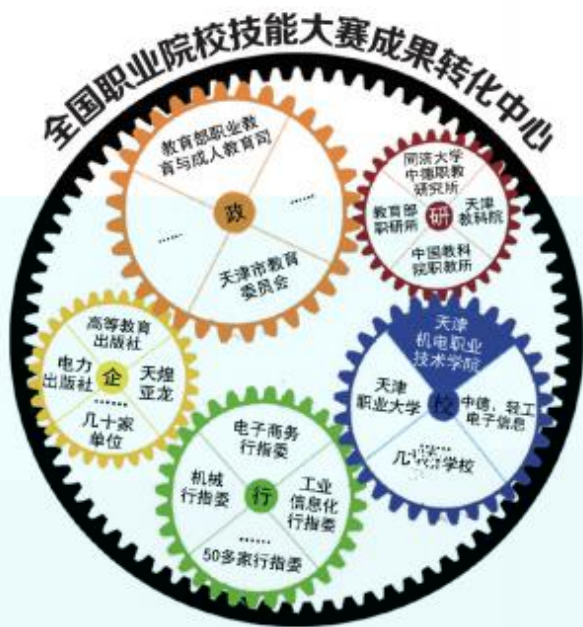 全国职业院校技能大赛成果转化中心
教育部职业教
育与成人教育司
……
政
……
天津市教育
委员会
同济大学
中德职教
研究所
教育部
职研所
研
天津
教科院
中国教科
院职教所
高等教育
出版社
电力
出版社
企
天煌
亚龙
……
几十家
单位
天津
机电职业
技术学院
天津
职业大学
校
中德、轻工
电子信息
……
学校
电子商务
行指委
机械
行指委
行
工业
信息化
行指委
……
50多家行指委